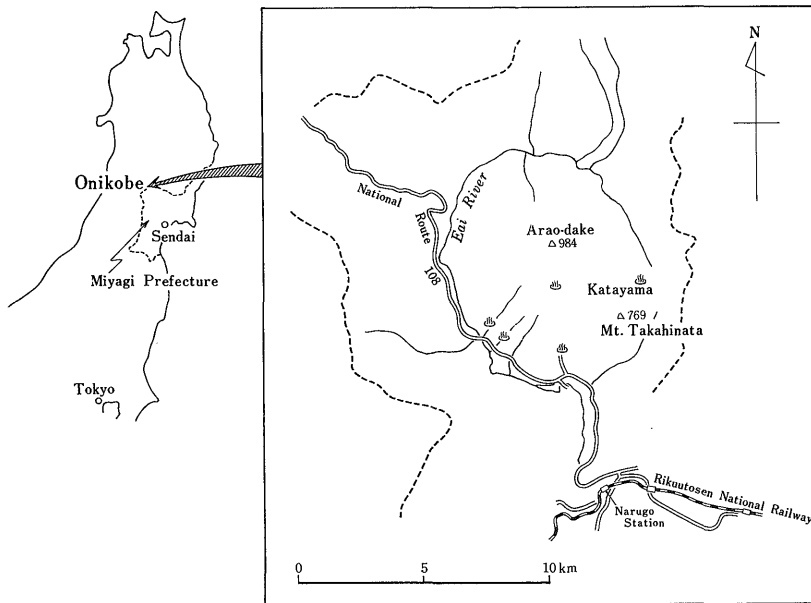 Onikobe
Sendai
Miyagi Prefecture
Tokyo
N
National
Route
108
Eai River
Arao-dake
984
Katayama
769
Mt. Takahinata
Rikuutosen National Railway
Narugo
Station
0 5 10 km